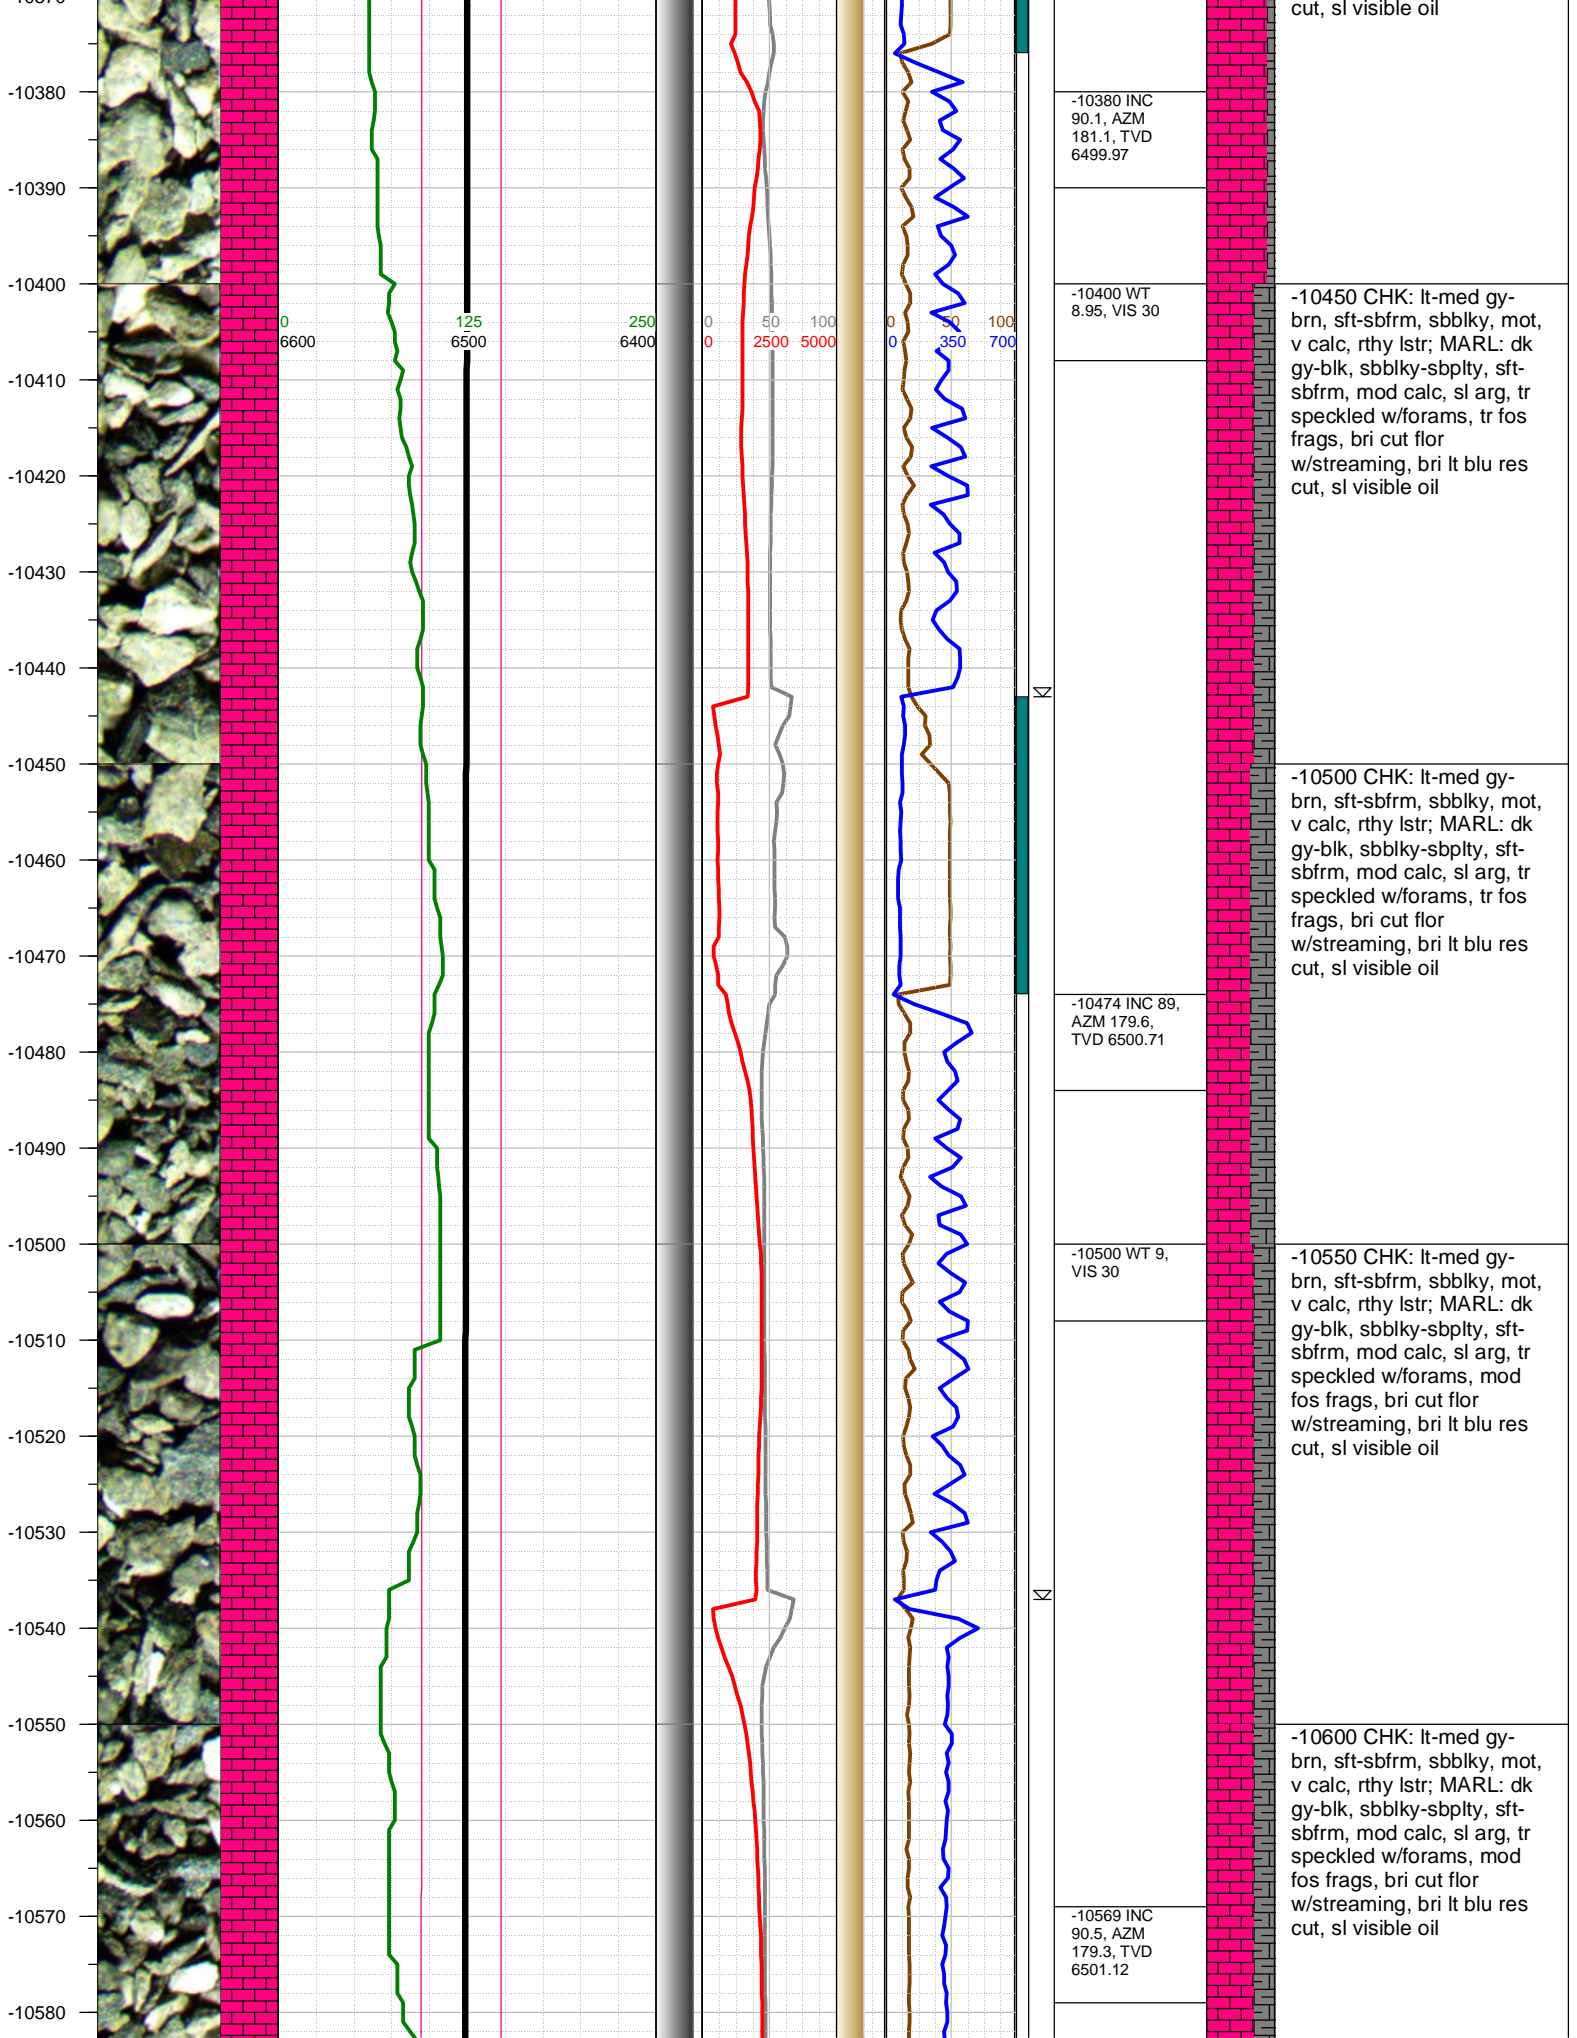 cut, sl visible oil
-10380
-10390
-10400
-10410
-10420
-10430
-10440
-10450
-10460
-10470
-10480
-10490
-10500
-10510
-10520
-10530
-10540
-10550
-10560
-10570
-10580
0 125 250
6600 6500 6400
0 50 100
0 2500 5000
0 50 100
0 350 700
-10380 INC
90.1, AZM
181.1, TVD
6499.97
-10400 WT
8.95, VIS 30
-10474 INC 89,
AZM 179.6,
TVD 6500.71
-10500 WT 9,
VIS 30
-10569 INC
90.5, AZM
179.3, TVD
6501.12
-10450 CHK: lt-med gy-
brn, sft-sbfrm, sbblky, mot,
v calc, rthy lstr; MARL: dk
gy-blk, sbblky-sbplty, sft-
sbfrm, mod calc, sl arg, tr
speckled w/forams, tr fos
frags, bri cut flor
w/streaming, bri lt blu res
cut, sl visible oil
-10500 CHK: lt-med gy-
brn, sft-sbfrm, sbblky, mot,
v calc, rthy lstr; MARL: dk
gy-blk, sbblky-sbplty, sft-
sbfrm, mod calc, sl arg, tr
speckled w/forams, tr fos
frags, bri cut flor
w/streaming, bri lt blu res
cut, sl visible oil
-10550 CHK: lt-med gy-
brn, sft-sbfrm, sbblky, mot,
v calc, rthy lstr; MARL: dk
gy-blk, sbblky-sbplty, sft-
sbfrm, mod calc, sl arg, tr
speckled w/forams, mod
fos frags, bri cut flor
w/streaming, bri lt blu res
cut, sl visible oil
-10600 CHK: lt-med gy-
brn, sft-sbfrm, sbblky, mot,
v calc, rthy lstr; MARL: dk
gy-blk, sbblky-sbplty, sft-
sbfrm, mod calc, sl arg, tr
speckled w/forams, mod
fos frags, bri cut flor
w/streaming, bri lt blu res
cut, sl visible oil